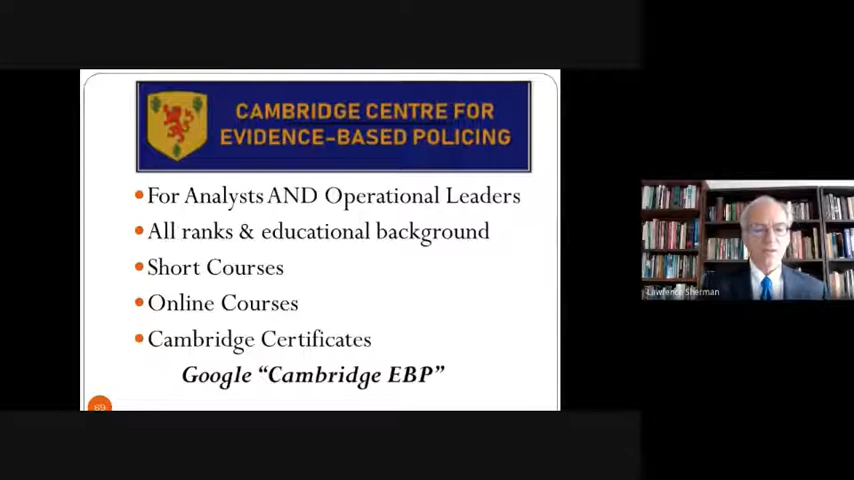 CAMBRIDGE CENTRE FOR
EVIDENCE-BASED POLICING
For Analysts AND Operational Leaders
All ranks & educational background
Short Courses
Online Courses
Cambridge Certificates
Google “Cambridge EBP”
69
Lawrence Sherman